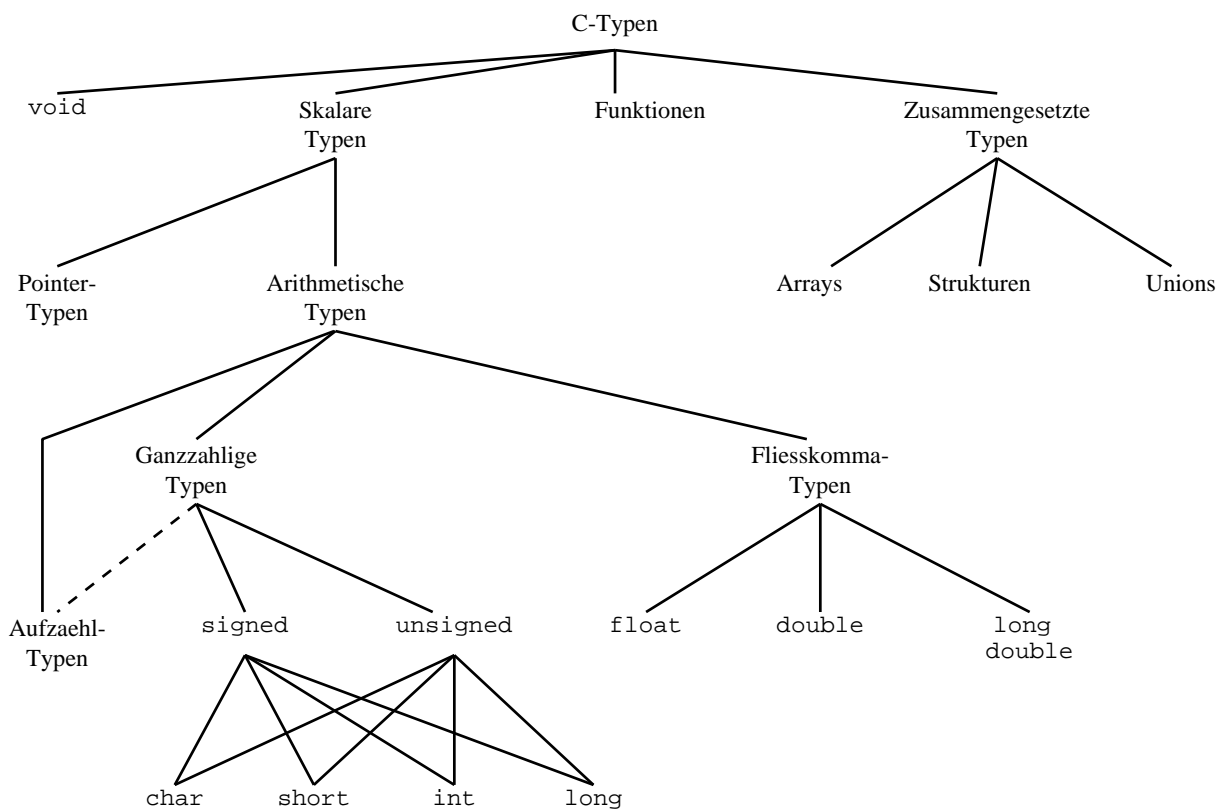 C-Typen
void
Skalare
Typen
Funktionen
Zusammengesetzte
Typen
Pointer-
Typen
Arithmetische
Typen
Arrays
Strukturen
Unions
Ganzzahlige
Typen
Fliesskomma-
Typen
Aufzaehl-
Typen
signed
unsigned
float
double
long
double
char
short
int
long